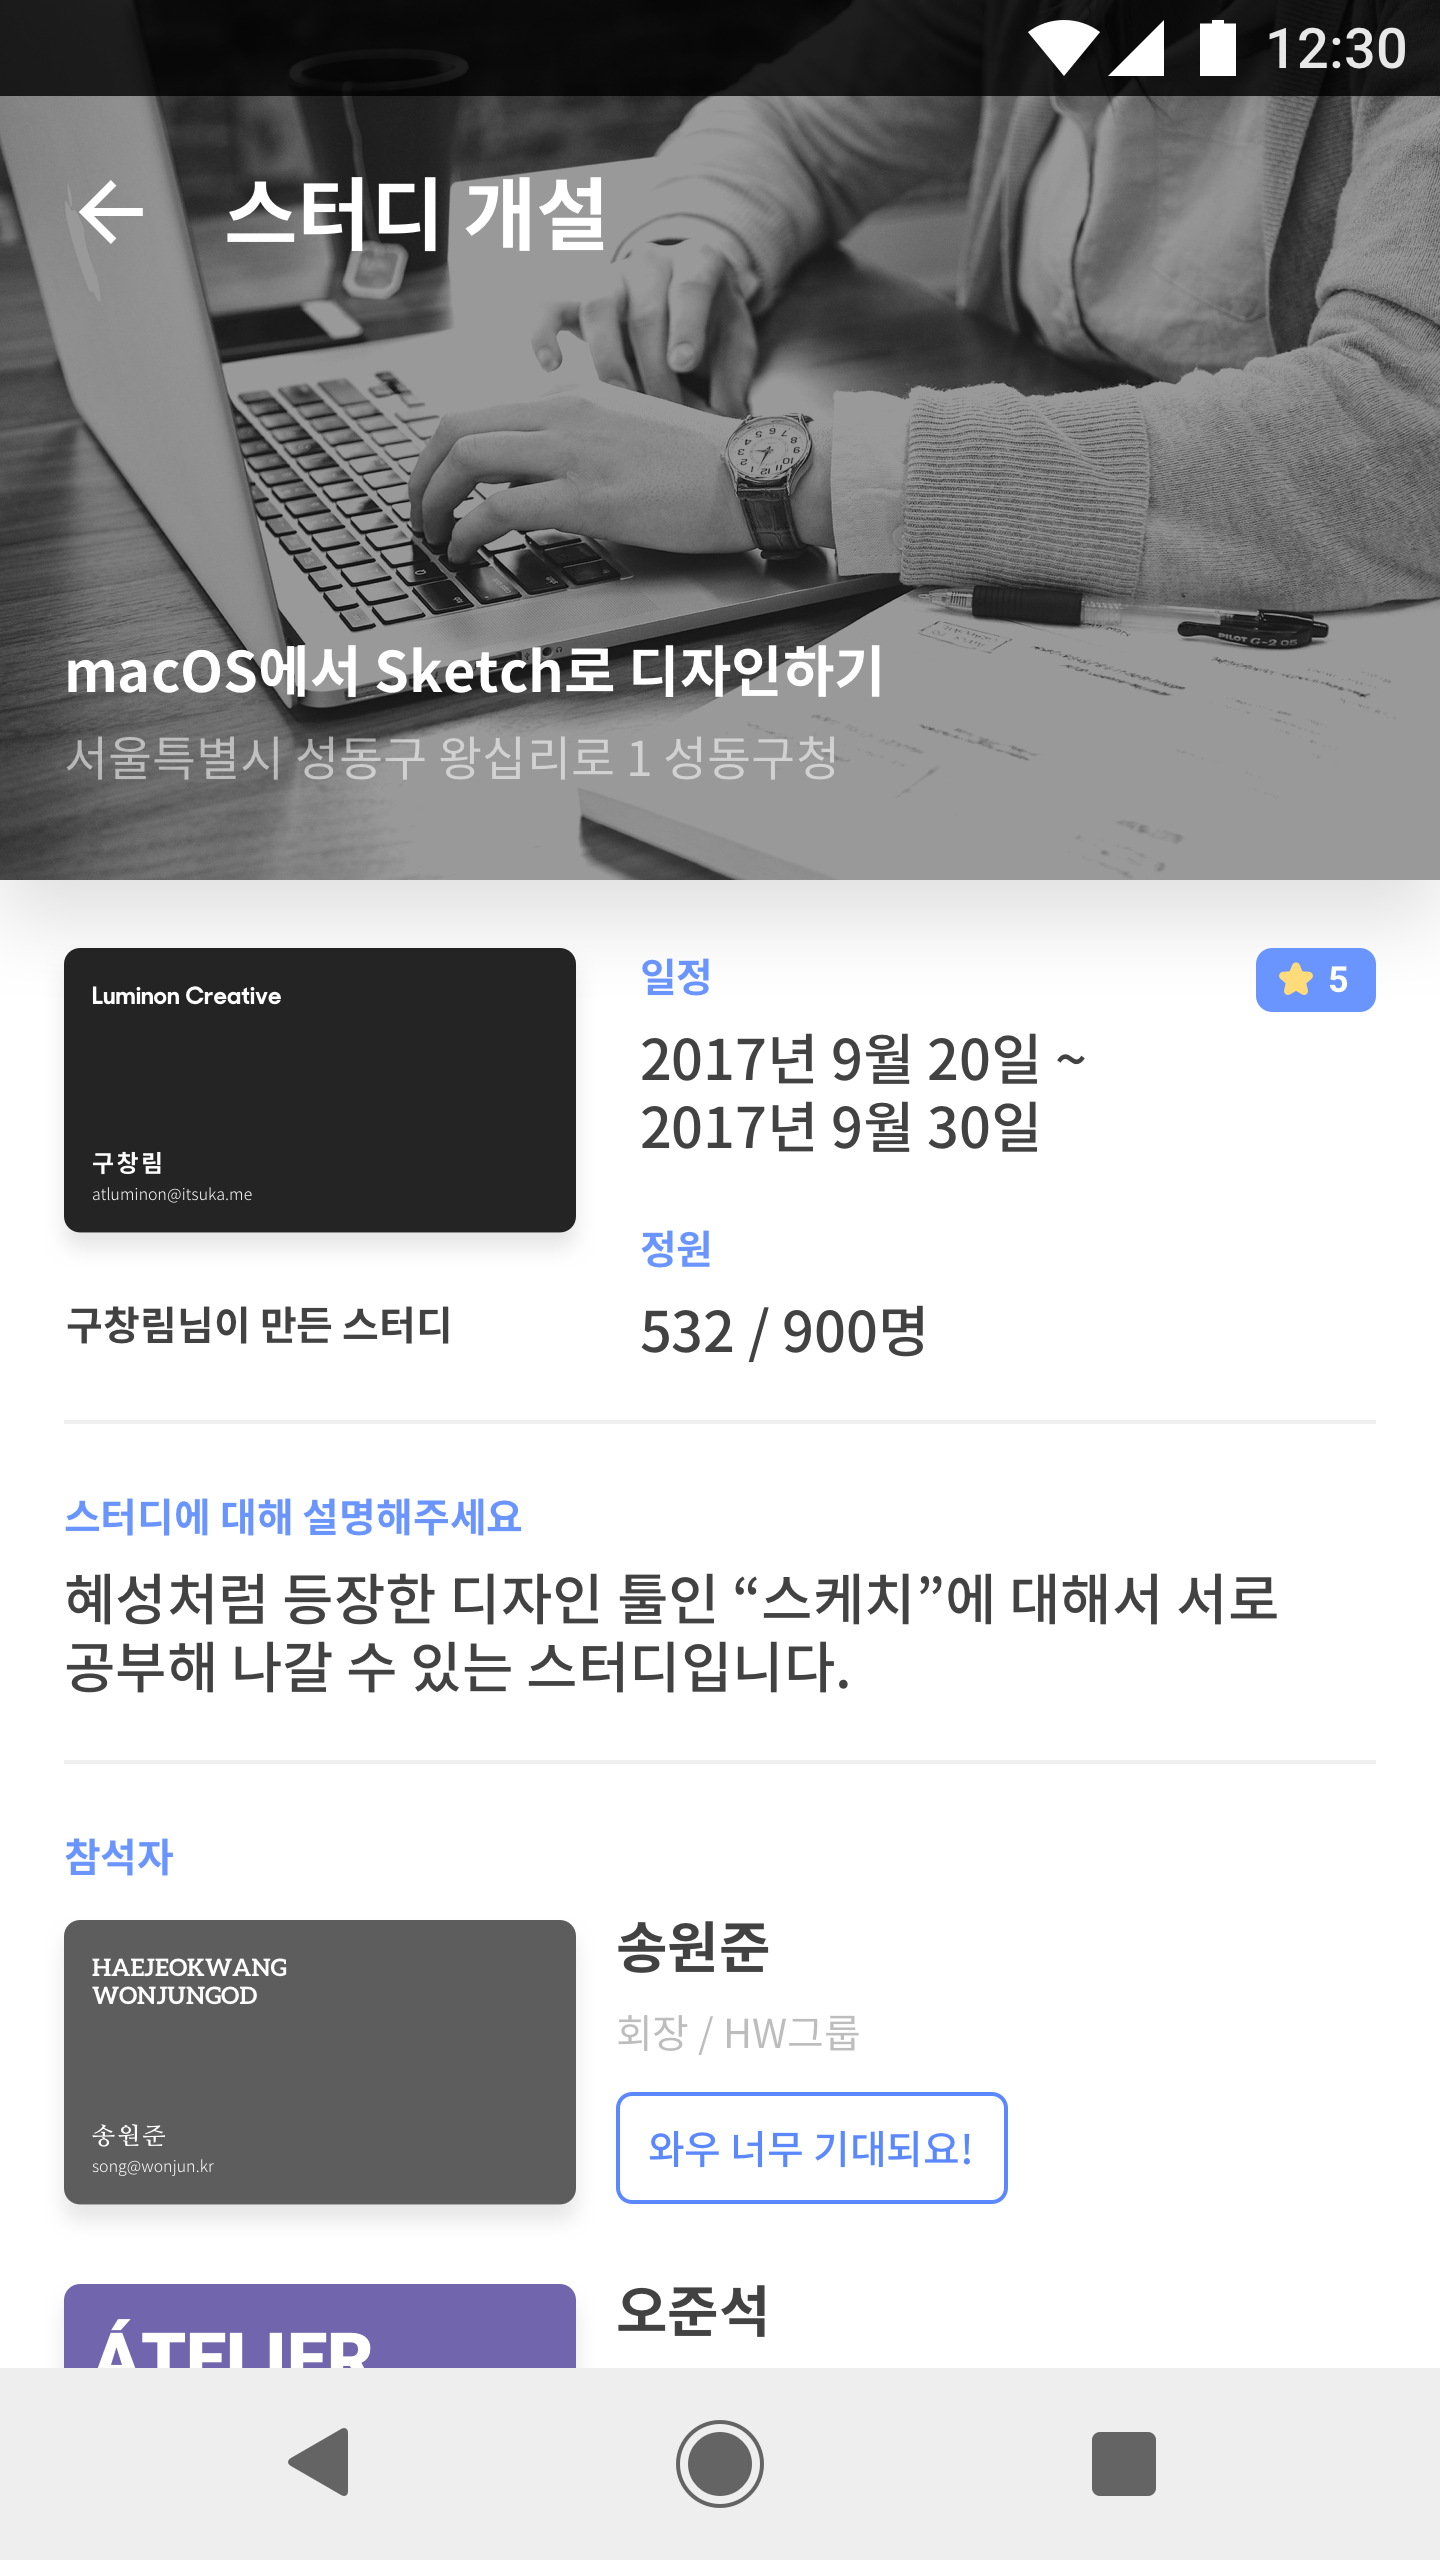 12:30
스터디 개설
PILOT G-2 05
macOS에서 Sketch로 디자인하기
서울특별시 성동구 왕십리로 1 성동구청
Luminon Creative
구창림
atluminon@itsuka.me
구창림님이 만든 스터디
일정
5
2017년 9월 20일 ~
2017년 9월 30일
정원
532 / 900명
스터디에 대해 설명해주세요
혜성처럼 등장한 디자인 툴인 “스케치”에 대해서 서로
공부해 나갈 수 있는 스터디입니다.
참석자
HAEJEOKWANG
WONJUNGOD
송원준
song@wonjun.kr
송원준
회장 / HW그룹
와우 너무 기대되요!
ÁTELIER
오준석